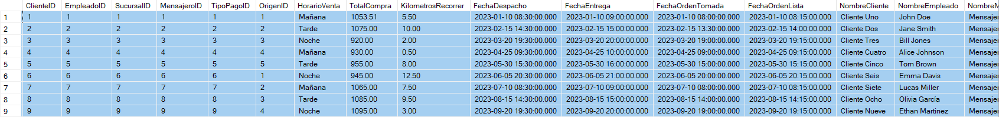 ClienteID EmpleadoID SucursalID MensajeroID TipoPagoID OrigenID HorarioVenta TotalCompra KilometrosRecorrer FechaDespacho FechaEntrega FechaOrdenTomada FechaOrdenLista NombreCliente NombreEmpleado NombreM
1 1 1 1 1 1 1 Mañana 1053.51 5.50 2023-01-10 08:30:00.000 2023-01-10 09:00:00.000 2023-01-10 08:00:00.000 2023-01-10 08:15:00.000 Cliente Uno John Doe Mensajer
2 2 2 2 2 2 2 Tarde 1075.00 10.00 2023-02-15 14:30:00.000 2023-02-15 15:00:00.000 2023-02-15 13:30:00.000 2023-02-15 14:00:00.000 Cliente Dos Jane Smith Mensajer
3 3 3 3 3 3 3 Noche 920.00 2.00 2023-03-20 19:30:00.000 2023-03-20 20:00:00.000 2023-03-20 19:00:00.000 2023-03-20 19:15:00.000 Cliente Tres Bill Jones Mensajer
4 4 4 4 4 4 4 Mañana 930.00 0.50 2023-04-25 09:30:00.000 2023-04-25 10:00:00.000 2023-04-25 09:00:00.000 2023-04-25 09:15:00.000 Cliente Cuatro Alice Johnson Mensajer
5 5 5 5 5 5 5 Tarde 955.00 8.00 2023-05-30 15:30:00.000 2023-05-30 16:00:00.000 2023-05-30 15:00:00.000 2023-05-30 15:15:00.000 Cliente Cinco Tom Brown Mensajer
6 6 6 6 6 6 1 Noche 945.00 12.50 2023-06-05 20:30:00.000 2023-06-05 21:00:00.000 2023-06-05 20:00:00.000 2023-06-05 20:15:00.000 Cliente Seis Emma Davis Mensajer
7 7 7 7 7 7 2 Mañana 1065.00 7.50 2023-07-10 08:30:00.000 2023-07-10 09:00:00.000 2023-07-10 08:00:00.000 2023-07-10 08:15:00.000 Cliente Siete Lucas Miller Mensajer
8 8 8 8 8 8 3 Tarde 1085.00 9.50 2023-08-15 14:30:00.000 2023-08-15 15:00:00.000 2023-08-15 14:00:00.000 2023-08-15 14:15:00.000 Cliente Ocho Olivia García Mensajer
9 9 9 9 9 9 4 Noche 1095.00 3.00 2023-09-20 19:30:00.000 2023-09-20 20:00:00.000 2023-09-20 19:00:00.000 2023-09-20 19:15:00.000 Cliente Nueve Ethan Martinez Mensajer